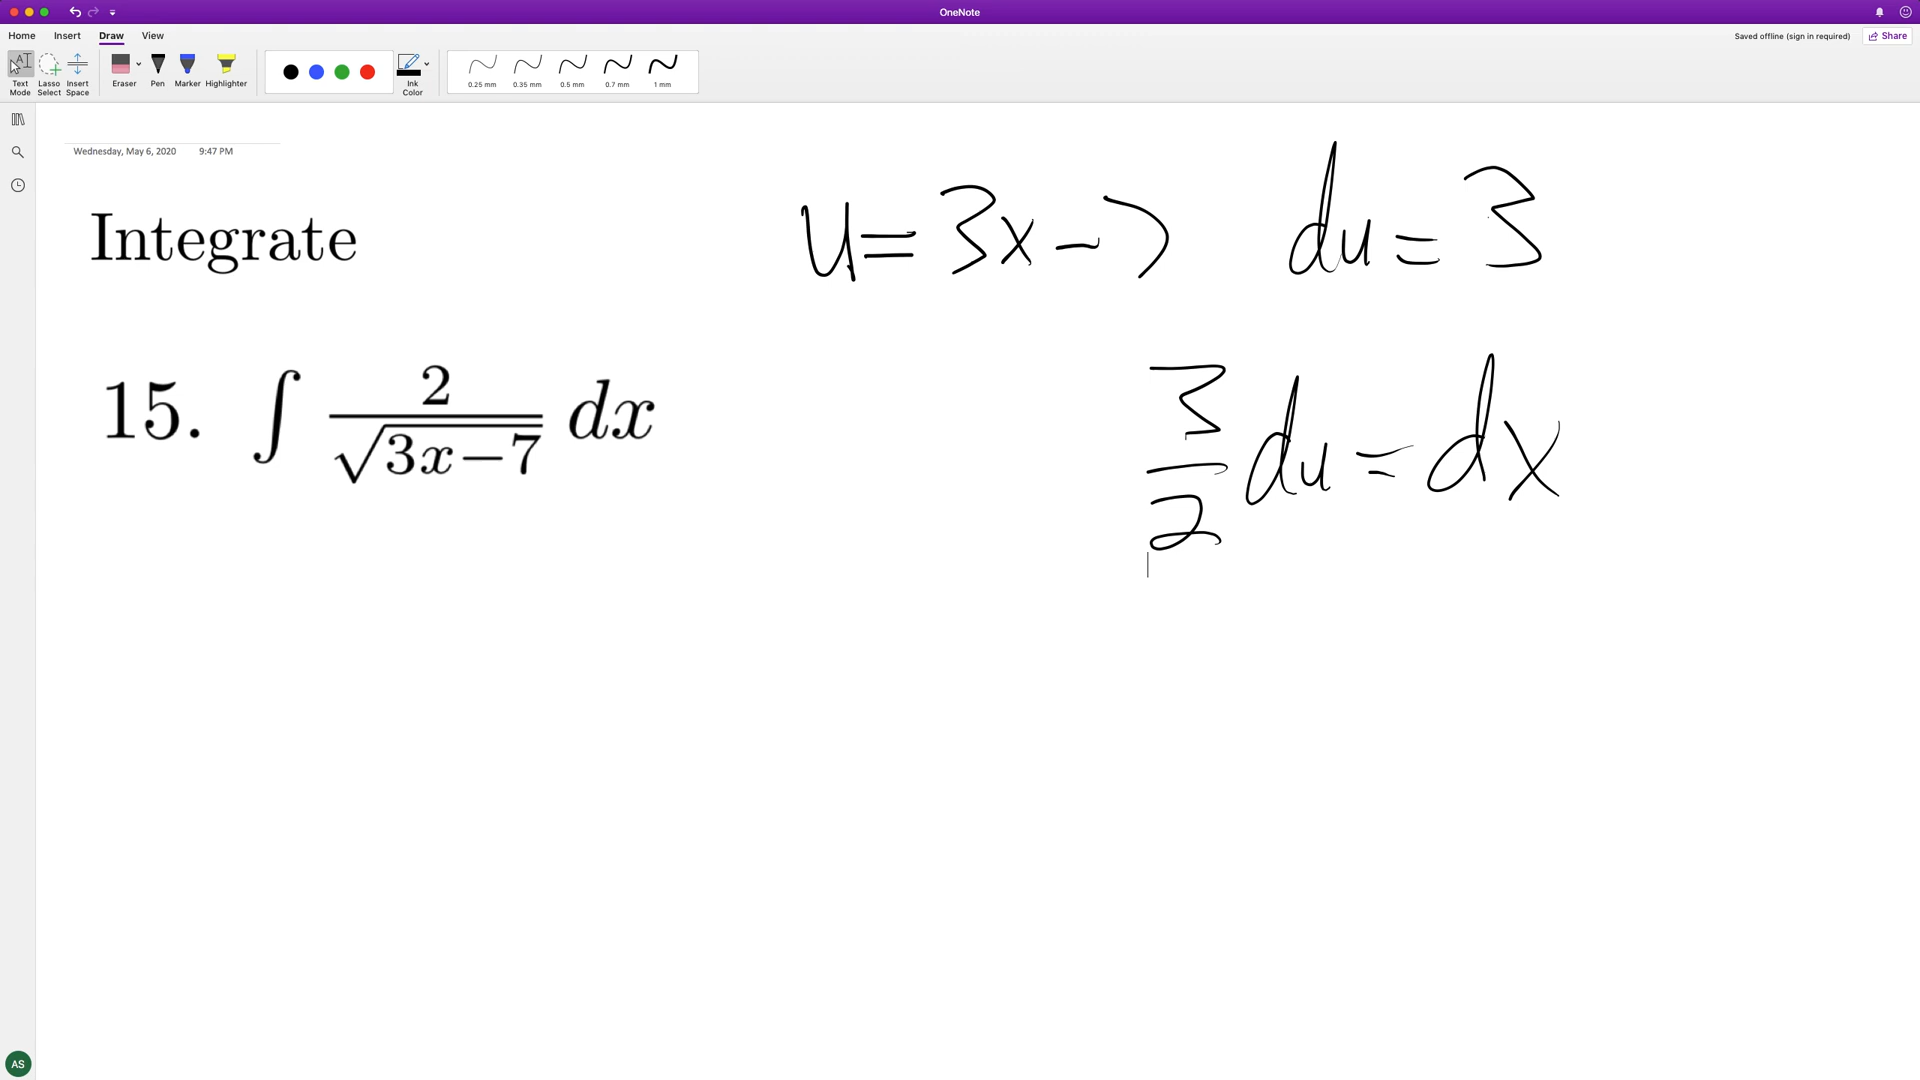 OneNote
Home Insert Draw View
Saved offline (sign in required) Share
Text Mode
Lasso Select
Insert Space
Eraser
Pen
Marker
Highlighter
Ink Color
0.25 mm 0.35 mm 0.5 mm 0.7 mm 1 mm
Wednesday, May 6, 2020 9:47 PM
Integrate
u = 3x - 7 du = 3
15. ∫ 2/√(3x−7) dx
3/2 du = dx
AS